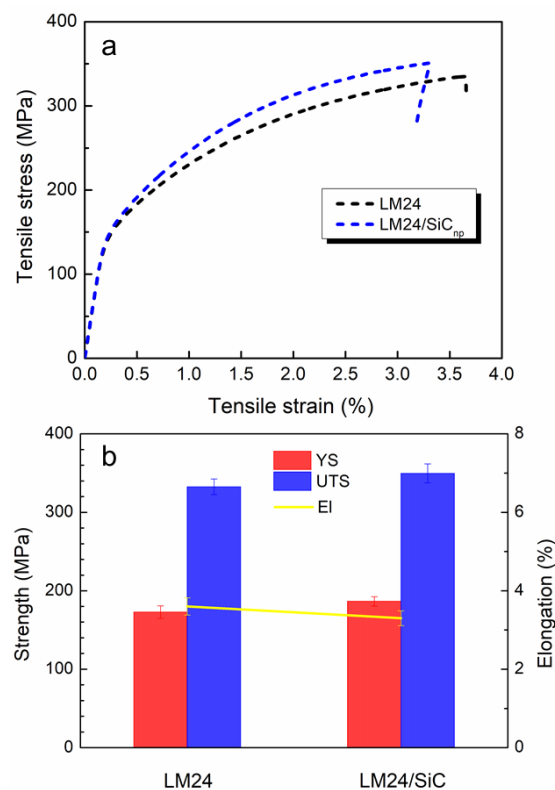 a
400
300
200
100
0
Tensile stress (MPa)
LM24
LM24/SiCnp
0.0 0.5 1.0 1.5 2.0 2.5 3.0 3.5 4.0
Tensile strain (%)
b
YS
UTS
El
400
300
200
100
0
Strength (MPa)
8
6
4
2
0
Elongation (%)
LM24 LM24/SiC